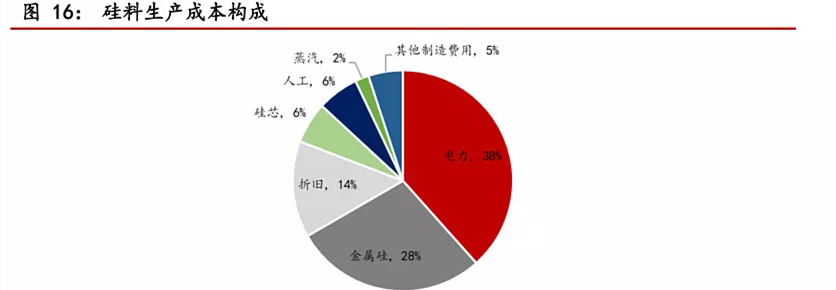 图 16： 硅料生产成本构成
蒸汽, 2%
其他制造费用, 5%
人工, 6%
硅芯, 6%
电力, 38%
折旧, 14%
金属硅, 28%